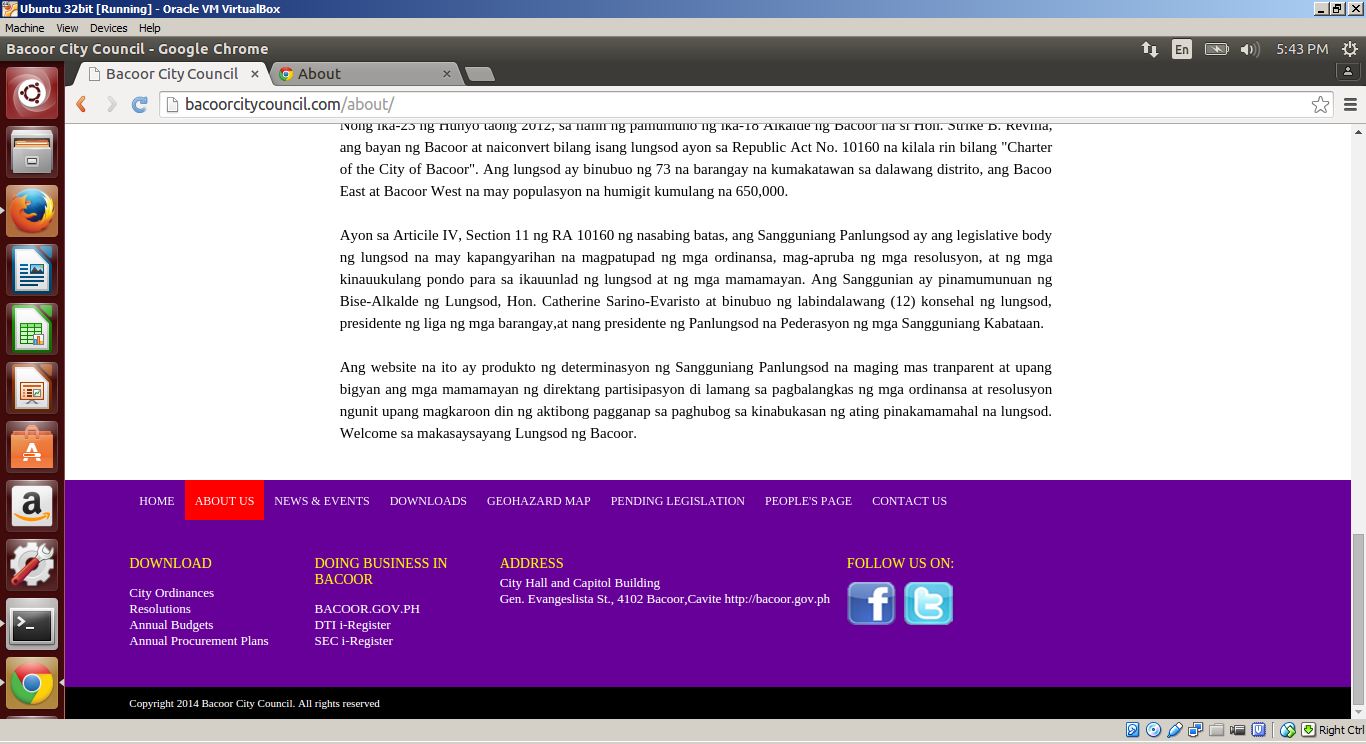 Ubuntu 32bit [Running] - Oracle VM VirtualBox
Machine View Devices Help
Bacoor City Council - Google Chrome
En
5:43 PM
Bacoor City Council
About
bacoorcitycouncil.com/about/
Nong ika-23 ng Hunyo taong 2012, sa ilalim ng pamumuno ng ika-18 Alkalde ng Bacoor na si Hon. Strike B. Revilla,
ang bayan ng Bacoor at naiconvert bilang isang lungsod ayon sa Republic Act No. 10160 na kilala rin bilang "Charter
of the City of Bacoor". Ang lungsod ay binubuo ng 73 na barangay na kumakatawan sa dalawang distrito, ang Bacoo
East at Bacoor West na may populasyon na humigit kumulang na 650,000.
Ayon sa Articile IV, Section 11 ng RA 10160 ng nasabing batas, ang Sangguniang Panlungsod ay ang legislative body
ng lungsod na may kapangyarihan na magpatupad ng mga ordinansa, mag-apruba ng mga resolusyon, at ng mga
kinauukulang pondo para sa ikauunlad ng lungsod at ng mga mamamayan. Ang Sanggunian ay pinamumunuan ng
Bise-Alkalde ng Lungsod, Hon. Catherine Sarino-Evaristo at binubuo ng labindalawang (12) konsehal ng lungsod,
presidente ng liga ng mga barangay,at nang presidente ng Panlungsod na Pederasyon ng mga Sangguniang Kabataan.
Ang website na ito ay produkto ng determinasyon ng Sangguniang Panlungsod na maging mas tranparent at upang
bigyan ang mga mamamayan ng direktang partisipasyon di lamang sa pagbalangkas ng mga ordinansa at resolusyon
ngunit upang magkaroon din ng aktibong pagganap sa paghubog sa kinabukasan ng ating pinakamamahal na lungsod.
Welcome sa makasaysayang Lungsod ng Bacoor.
HOME ABOUT US NEWS & EVENTS DOWNLOADS GEOHAZARD MAP PENDING LEGISLATION PEOPLE'S PAGE CONTACT US
DOWNLOAD
City Ordinances
Resolutions
Annual Budgets
Annual Procurement Plans
DOING BUSINESS IN
BACOOR
BACOOR.GOV.PH
DTI i-Register
SEC i-Register
ADDRESS
City Hall and Capitol Building
Gen. Evangeslista St., 4102 Bacoor,Cavite http://bacoor.gov.ph
FOLLOW US ON:
Copyright 2014 Bacoor City Council. All rights reserved
Right Ctrl